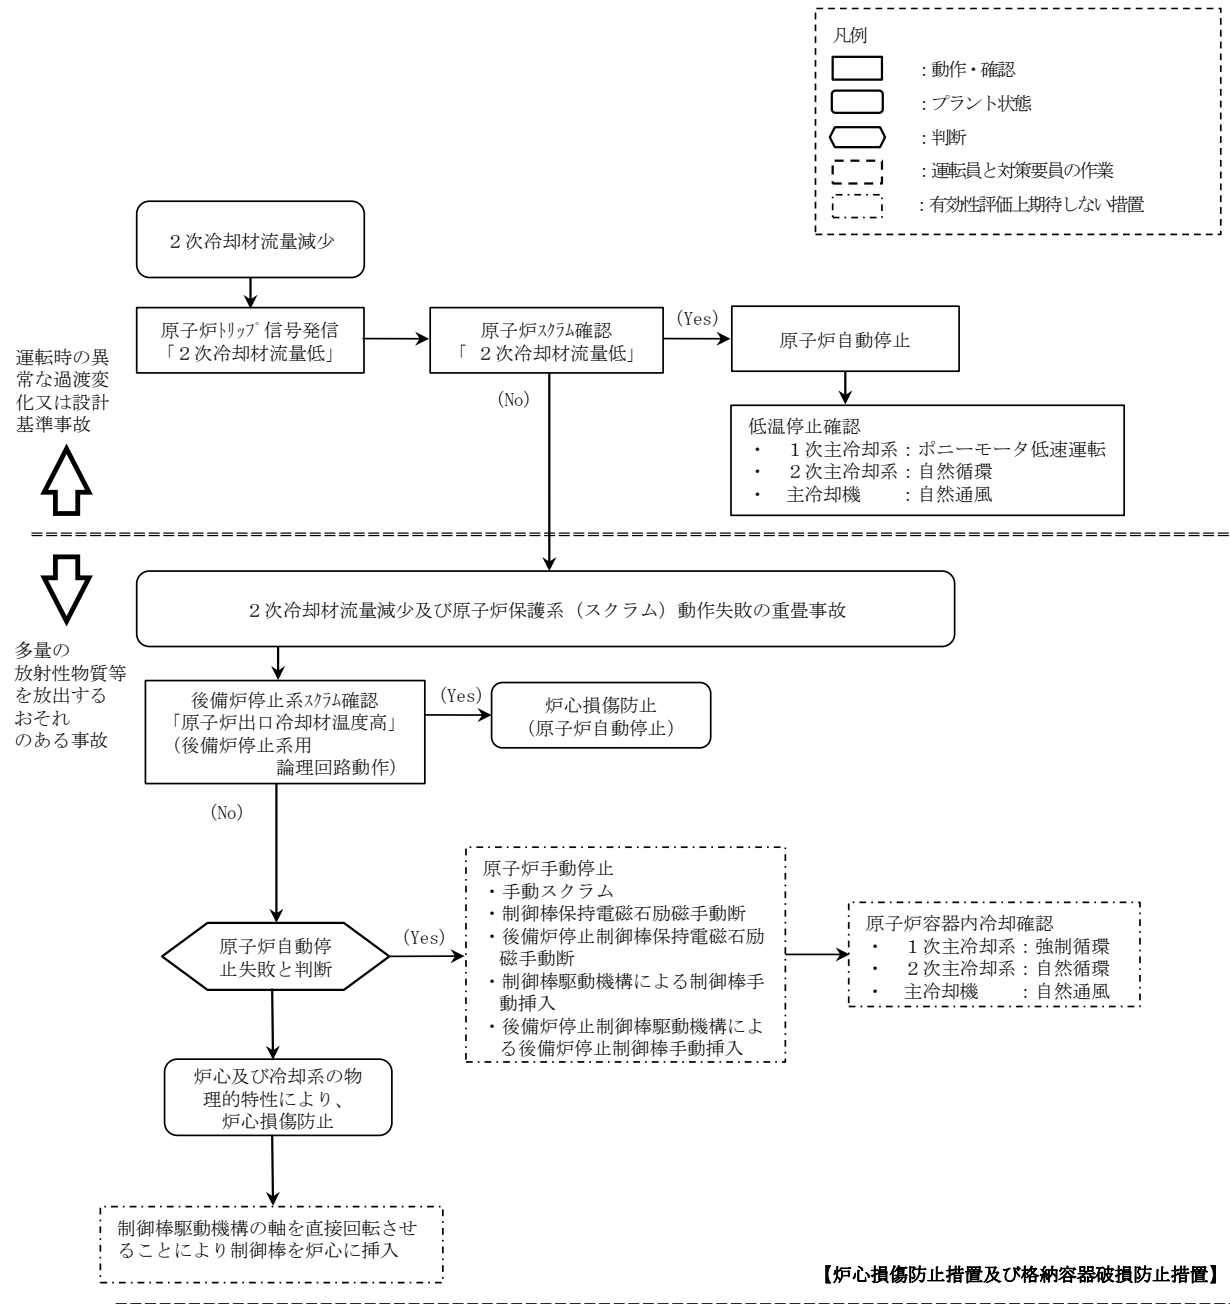 凡例
：動作・確認
：プラント状態
：判断
：運転員と対策要員の作業
：有効性評価上期待しない措置
２次冷却材流量減少
原子炉ﾄﾘｯﾌﾟ信号発信
「２次冷却材流量低」
原子炉ｽｸﾗﾑ確認
「 ２次冷却材流量低」
(Yes)
原子炉自動停止
(No)
運転時の異
常な過渡変
化又は設計
基準事故
低温停止確認
・ １次主冷却系：ポニーモータ低速運転
・ ２次主冷却系：自然循環
・ 主冷却機 ：自然通風
２次冷却材流量減少及び原子炉保護系（スクラム）動作失敗の重畳事故
多量の
放射性物質等
を放出する
おそれ
のある事故
後備炉停止系ｽｸﾗﾑ確認
「原子炉出口冷却材温度高」
（後備炉停止系用
論理回路動作）
(Yes)
炉心損傷防止
（原子炉自動停止）
(No)
原子炉自動停
止失敗と判断
(Yes)
原子炉手動停止
・手動スクラム
・制御棒保持電磁石励磁手動断
・後備炉停止制御棒保持電磁石励
磁手動断
・制御棒駆動機構による制御棒手
動挿入
・後備炉停止制御棒駆動機構によ
る後備炉停止制御棒手動挿入
原子炉容器内冷却確認
・ １次主冷却系：強制循環
・ ２次主冷却系：自然循環
・ 主冷却機 ：自然通風
炉心及び冷却系の物
理的特性により、
炉心損傷防止
制御棒駆動機構の軸を直接回転させ
ることにより制御棒を炉心に挿入
【炉心損傷防止措置及び格納容器破損防止措置】